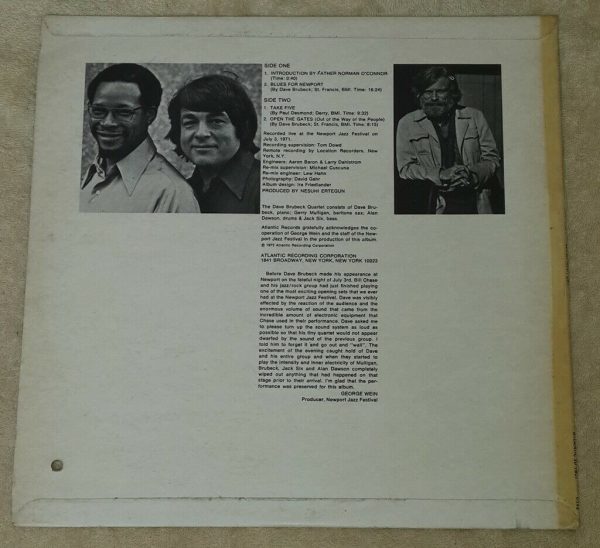 SIDE ONE
1. INTRODUCTION BY FATHER NORMAN O'CONNOR
(Time: 0:40)
2. BLUES FOR NEWPORT
(By Dave Brubeck; St. Francis, BMI. Time: 16:24)
SIDE TWO
1. TAKE FIVE
(By Paul Desmond; Derry, BMI. Time: 9:32)
2. OPEN THE GATES (Out of the Way of the People)
(By Dave Brubeck; St. Francis, BMI. Time: 8:15)
Recorded live at the Newport Jazz Festival on
July 3, 1971.
Recording supervision: Tom Dowd
Remote recording by Location Recorders, New
York, N.Y.
Engineers: Aaron Baron & Larry Dahlstrom
Re-mix supervision: Michael Cuscuna
Re-mix engineer: Lew Hahn
Photography: David Gahr
Album design: Ira Friedlander
PRODUCED BY NESUHI ERTEGUN
The Dave Brubeck Quartet consists of Dave Bru-
beck, piano; Gerry Mulligan, baritone sax; Alan
Dawson, drums & Jack Six, bass.
Atlantic Records gratefully acknowledges the co-
operation of George Wein and the staff of the New-
port Jazz Festival in the production of this album.
© 1972 Atlantic Recording Corporation
ATLANTIC RECORDING CORPORATION
1841 BROADWAY, NEW YORK, NEW YORK 10023
Before Dave Brubeck made his appearance at
Newport on the fateful night of July 3rd, Bill Chase
and his jazz/rock group had just finished playing
one of the most exciting opening sets that we ever
had at the Newport Jazz Festival. Dave was visibly
affected by the reaction of the audience and the
enormous volume of sound that came from the
incredible amount of electronic equipment that
Chase used in their performance. Dave asked me
to please turn up the sound system as loud as
possible so that his tiny quartet would not appear
dwarfed by the sound of the previous group. I
told him to forget it and go out and "wail". The
excitement of the evening caught hold of Dave
and his entire group and when they started to
play the intensity and inner electricity of Mulligan,
Brubeck, Jack Six and Alan Dawson completely
wiped out anything that had happened on that
stage prior to their arrival. I'm glad that the per-
formance was preserved for this album.
GEORGE WEIN
Producer, Newport Jazz Festival